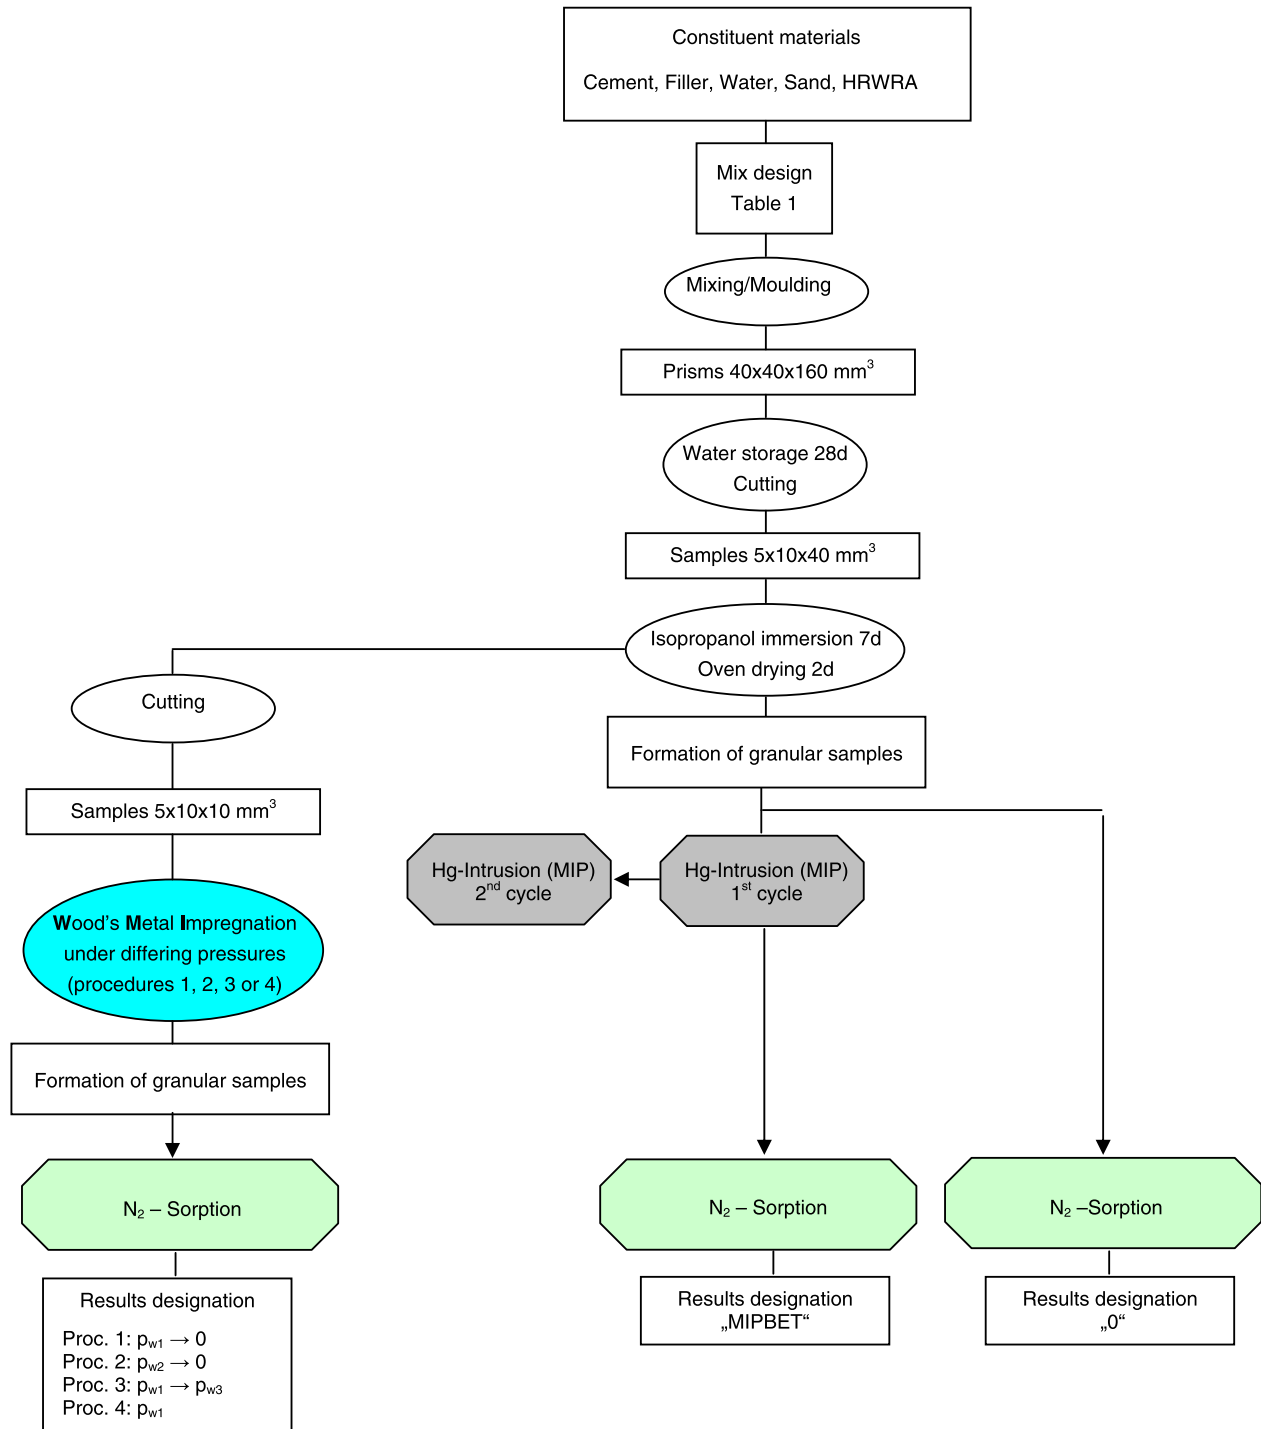 Constituent materials
Cement, Filler, Water, Sand, HRWRA
Mix design
Table 1
Mixing/Moulding
Prisms 40x40x160 mm³
Water storage 28d
Cutting
Samples 5x10x40 mm³
Isopropanol immersion 7d
Oven drying 2d
Cutting
Samples 5x10x10 mm³
Wood's Metal Impregnation
under differing pressures
(procedures 1, 2, 3 or 4)
Formation of granular samples
N₂ – Sorption
Results designation
Proc. 1: pw1 → 0
Proc. 2: pw2 → 0
Proc. 3: pw1 → pw3
Proc. 4: pw1
Formation of granular samples
Hg-Intrusion (MIP)
2nd cycle
Hg-Intrusion (MIP)
1st cycle
N₂ – Sorption
Results designation
„MIPBET“
N₂ –Sorption
Results designation
„0“